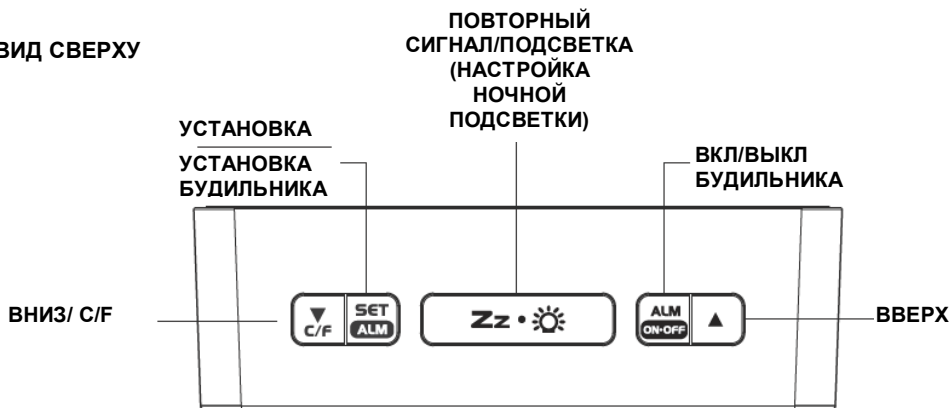 ПОВТОРНЫЙ
СИГНАЛ/ПОДСВЕТКА
(НАСТРОЙКА
НОЧНОЙ
ПОДСВЕТКИ)
ВИД СВЕРХУ
УСТАНОВКА
УСТАНОВКА
БУДИЛЬНИКА
ВКЛ/ВЫКЛ
БУДИЛЬНИКА
ВНИЗ/ C/F
▼
C/F
SET
ALM
Zz •
ALM
ON•OFF
▲
ВВЕРХ